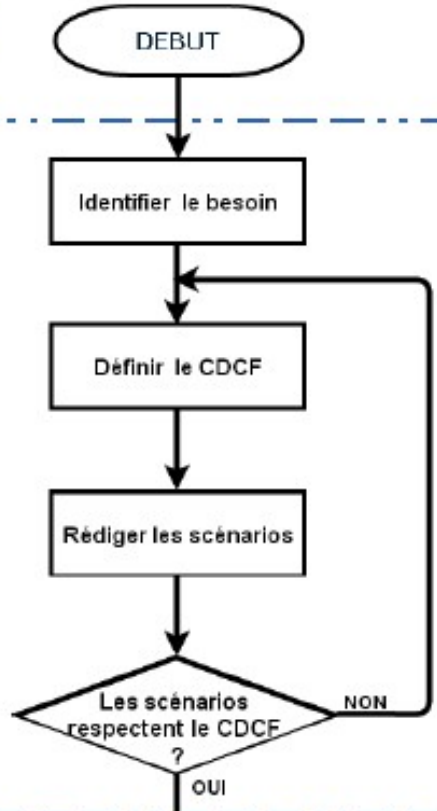 DEBUT
Identifier le besoin
Définir le CDCF
Rédiger les scénarios
Les scénarios
respectent le CDCF
?
NON
OUI